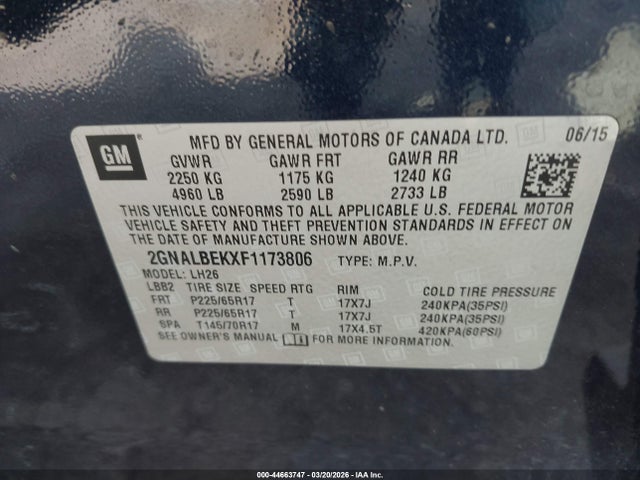 GM
MFD BY GENERAL MOTORS OF CANADA LTD. 06/15
GVWR GAWR FRT GAWR RR
2250 KG 1175 KG 1240 KG
4960 LB 2590 LB 2733 LB
THIS VEHICLE CONFORMS TO ALL APPLICABLE U.S. FEDERAL MOTOR
VEHICLE SAFETY AND THEFT PREVENTION STANDARDS IN EFFECT ON
THE DATE OF MANUFACTURE SHOWN ABOVE.
2GNALBEKXF1173806 TYPE: M.P.V.
MODEL: LH26
LBB2 TIRE SIZE SPEED RTG RIM COLD TIRE PRESSURE
FRT P225/65R17 T 17X7J 240KPA(35PSI)
RR P225/65R17 T 17X7J 240KPA(35PSI)
SPA T145/70R17 M 17X4.5T 420KPA(60PSI)
SEE OWNER'S MANUAL FOR MORE INFORMATION.
000-44663747 - 03/20/2026 - IAA Inc.